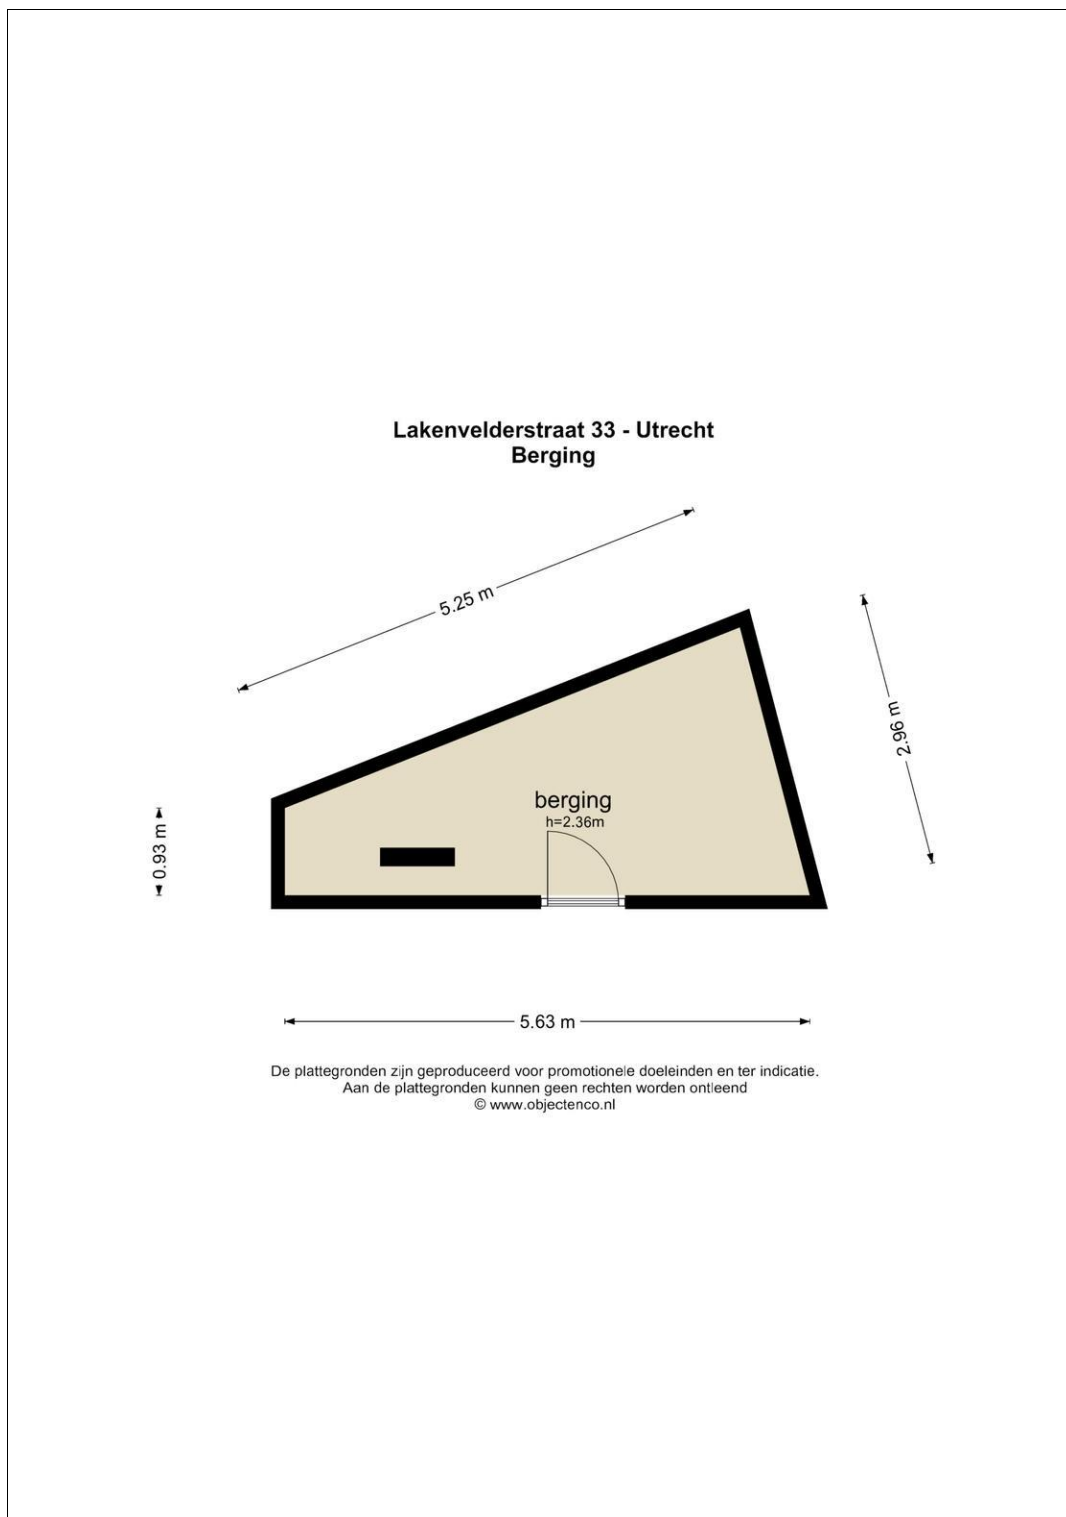 Lakenvelderstraat 33 - Utrecht
Berging
5.25 m
2.96 m
berging
h=2.36m
0.93 m
5.63 m
De plattegronden zijn geproduceerd voor promotionele doeleinden en ter indicatie.
Aan de plattegronden kunnen geen rechten worden ontleend
© www.objectenco.nl